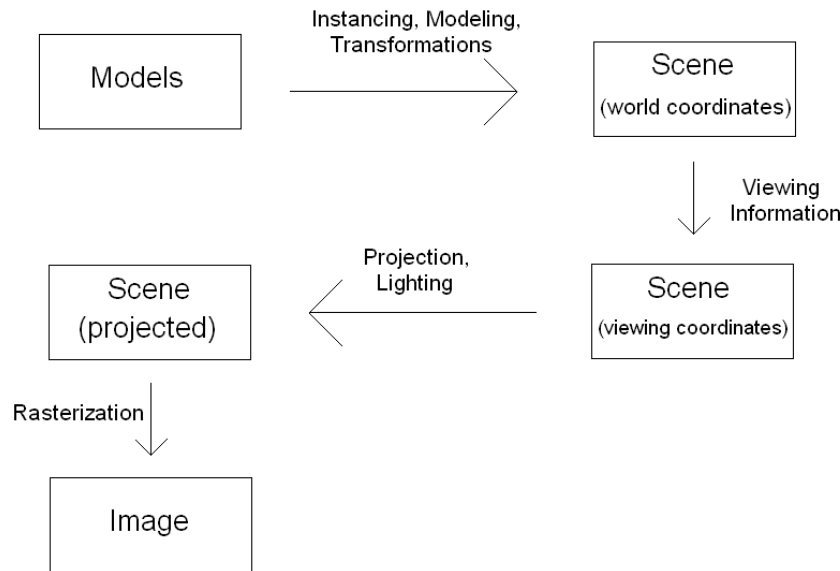 Models
Instancing, Modeling,
Transformations
Scene
(world coordinates)
Viewing
Information
Scene
(viewing coordinates)
Projection,
Lighting
Scene
(projected)
Rasterization
Image